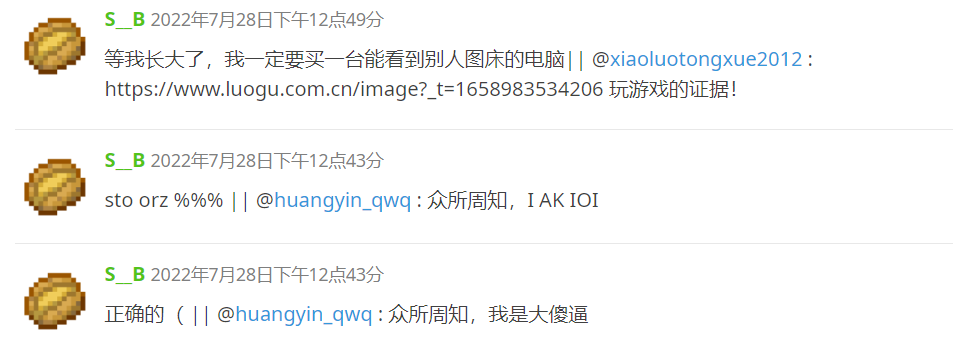 S__B 2022年7月28日下午12点49分
等我长大了，我一定要买一台能看到别人图床的电脑|| @xiaoluotongxue2012 :
https://www.luogu.com.cn/image?_t=1658983534206 玩游戏的证据！
S__B 2022年7月28日下午12点43分
sto orz %%% || @huangyin_qwq : 众所周知，I AK IOI
S__B 2022年7月28日下午12点43分
正确的（ || @huangyin_qwq : 众所周知，我是大傻逼